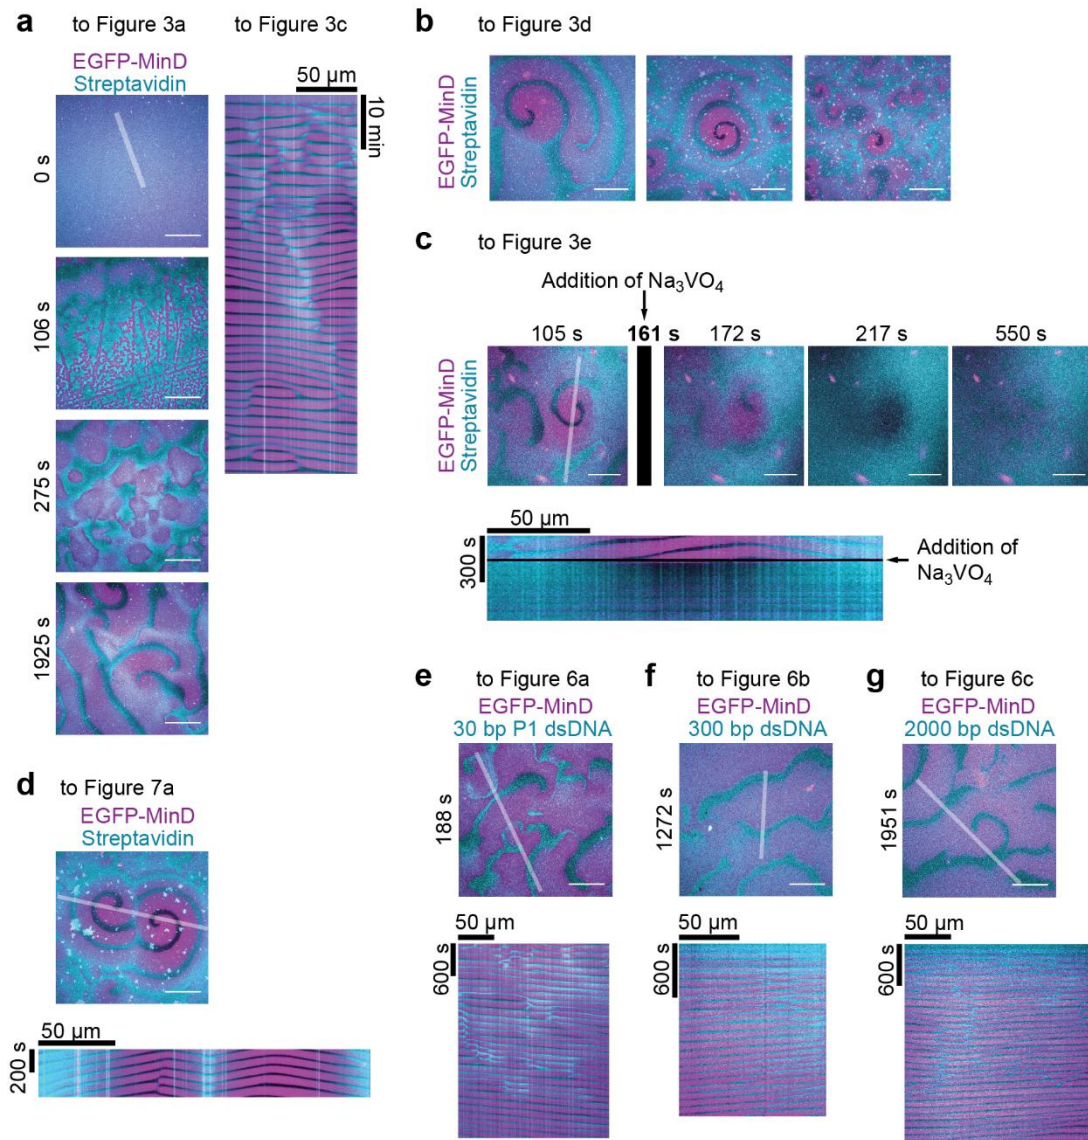 a
to Figure 3a
EGFP-MinD
Streptavidin
0 s
106 s
275 s
1925 s
to Figure 3c
50 µm
10 min
b
to Figure 3d
EGFP-MinD
Streptavidin
c
to Figure 3e
Addition of Na₃VO₄
105 s
161 s
172 s
217 s
550 s
EGFP-MinD
Streptavidin
50 µm
300 s
Addition of
Na₃VO₄
d
to Figure 7a
EGFP-MinD
Streptavidin
50 µm
200 s
e
to Figure 6a
EGFP-MinD
30 bp P1 dsDNA
188 s
50 µm
600 s
f
to Figure 6b
EGFP-MinD
300 bp dsDNA
1272 s
50 µm
600 s
g
to Figure 6c
EGFP-MinD
2000 bp dsDNA
1951 s
50 µm
600 s